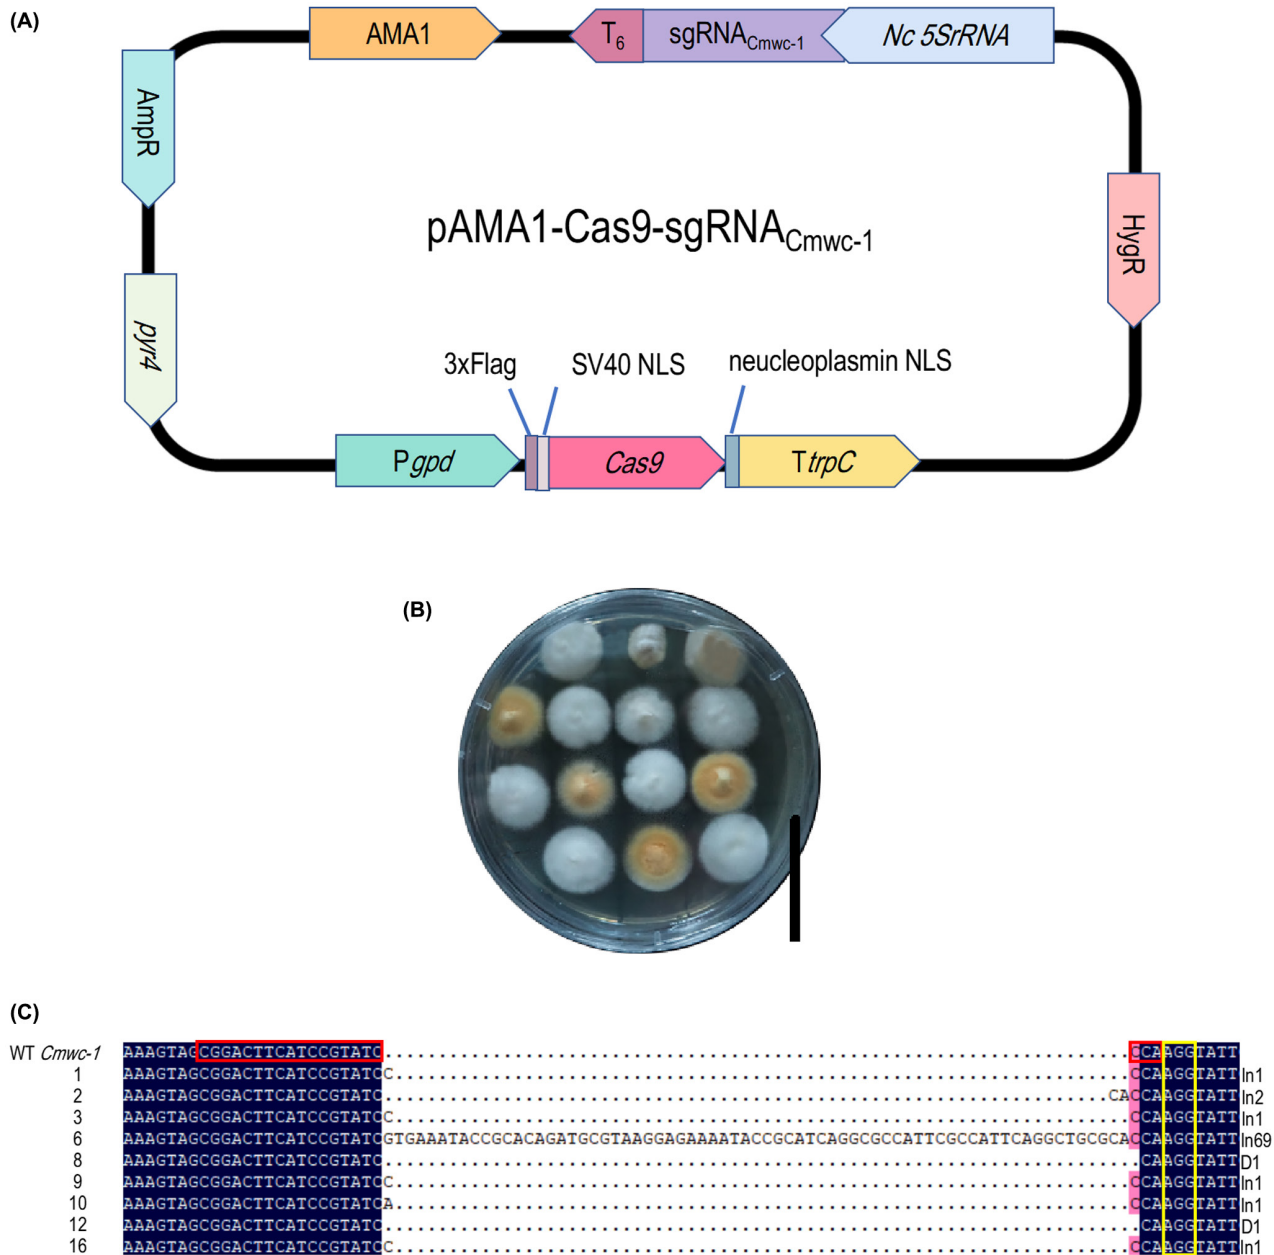 (A)
AMA1
T6
sgRNACmwc-1
Nc 5SrRNA
AmpR
HygR
pAMA1-Cas9-sgRNACmwc-1
pyr4
3xFlag
SV40 NLS
neucleoplasmin NLS
Pgpd
Cas9
TtrpC
(B)
(C)
WT Cmwc-1 AAAGTAGCGGACTTCATCCGTATC.......CCAAGGTATT
1 AAAGTAGCGGACTTCATCCGTATCC.......CCAAGGTATT In1
2 AAAGTAGCGGACTTCATCCGTATC.......CACCAAGGTATT In2
3 AAAGTAGCGGACTTCATCCGTATCC.......CCAAGGTATT In1
6 AAAGTAGCGGACTTCATCCGTATCGTGAAATACCGCACAGATGCGTAAGGAGAAAATACCGCATCAGGCGCCATTCGCCATTCAGGCTGCGCACCAAGGTATT In69
8 AAAGTAGCGGACTTCATCCGTATC.......CAAGGTATT D1
9 AAAGTAGCGGACTTCATCCGTATCC.......CCAAGGTATT In1
10 AAAGTAGCGGACTTCATCCGTATCA.......CCAAGGTATT In1
12 AAAGTAGCGGACTTCATCCGTATC.......CAAGGTATT D1
16 AAAGTAGCGGACTTCATCCGTATCC.......CCAAGGTATT In1